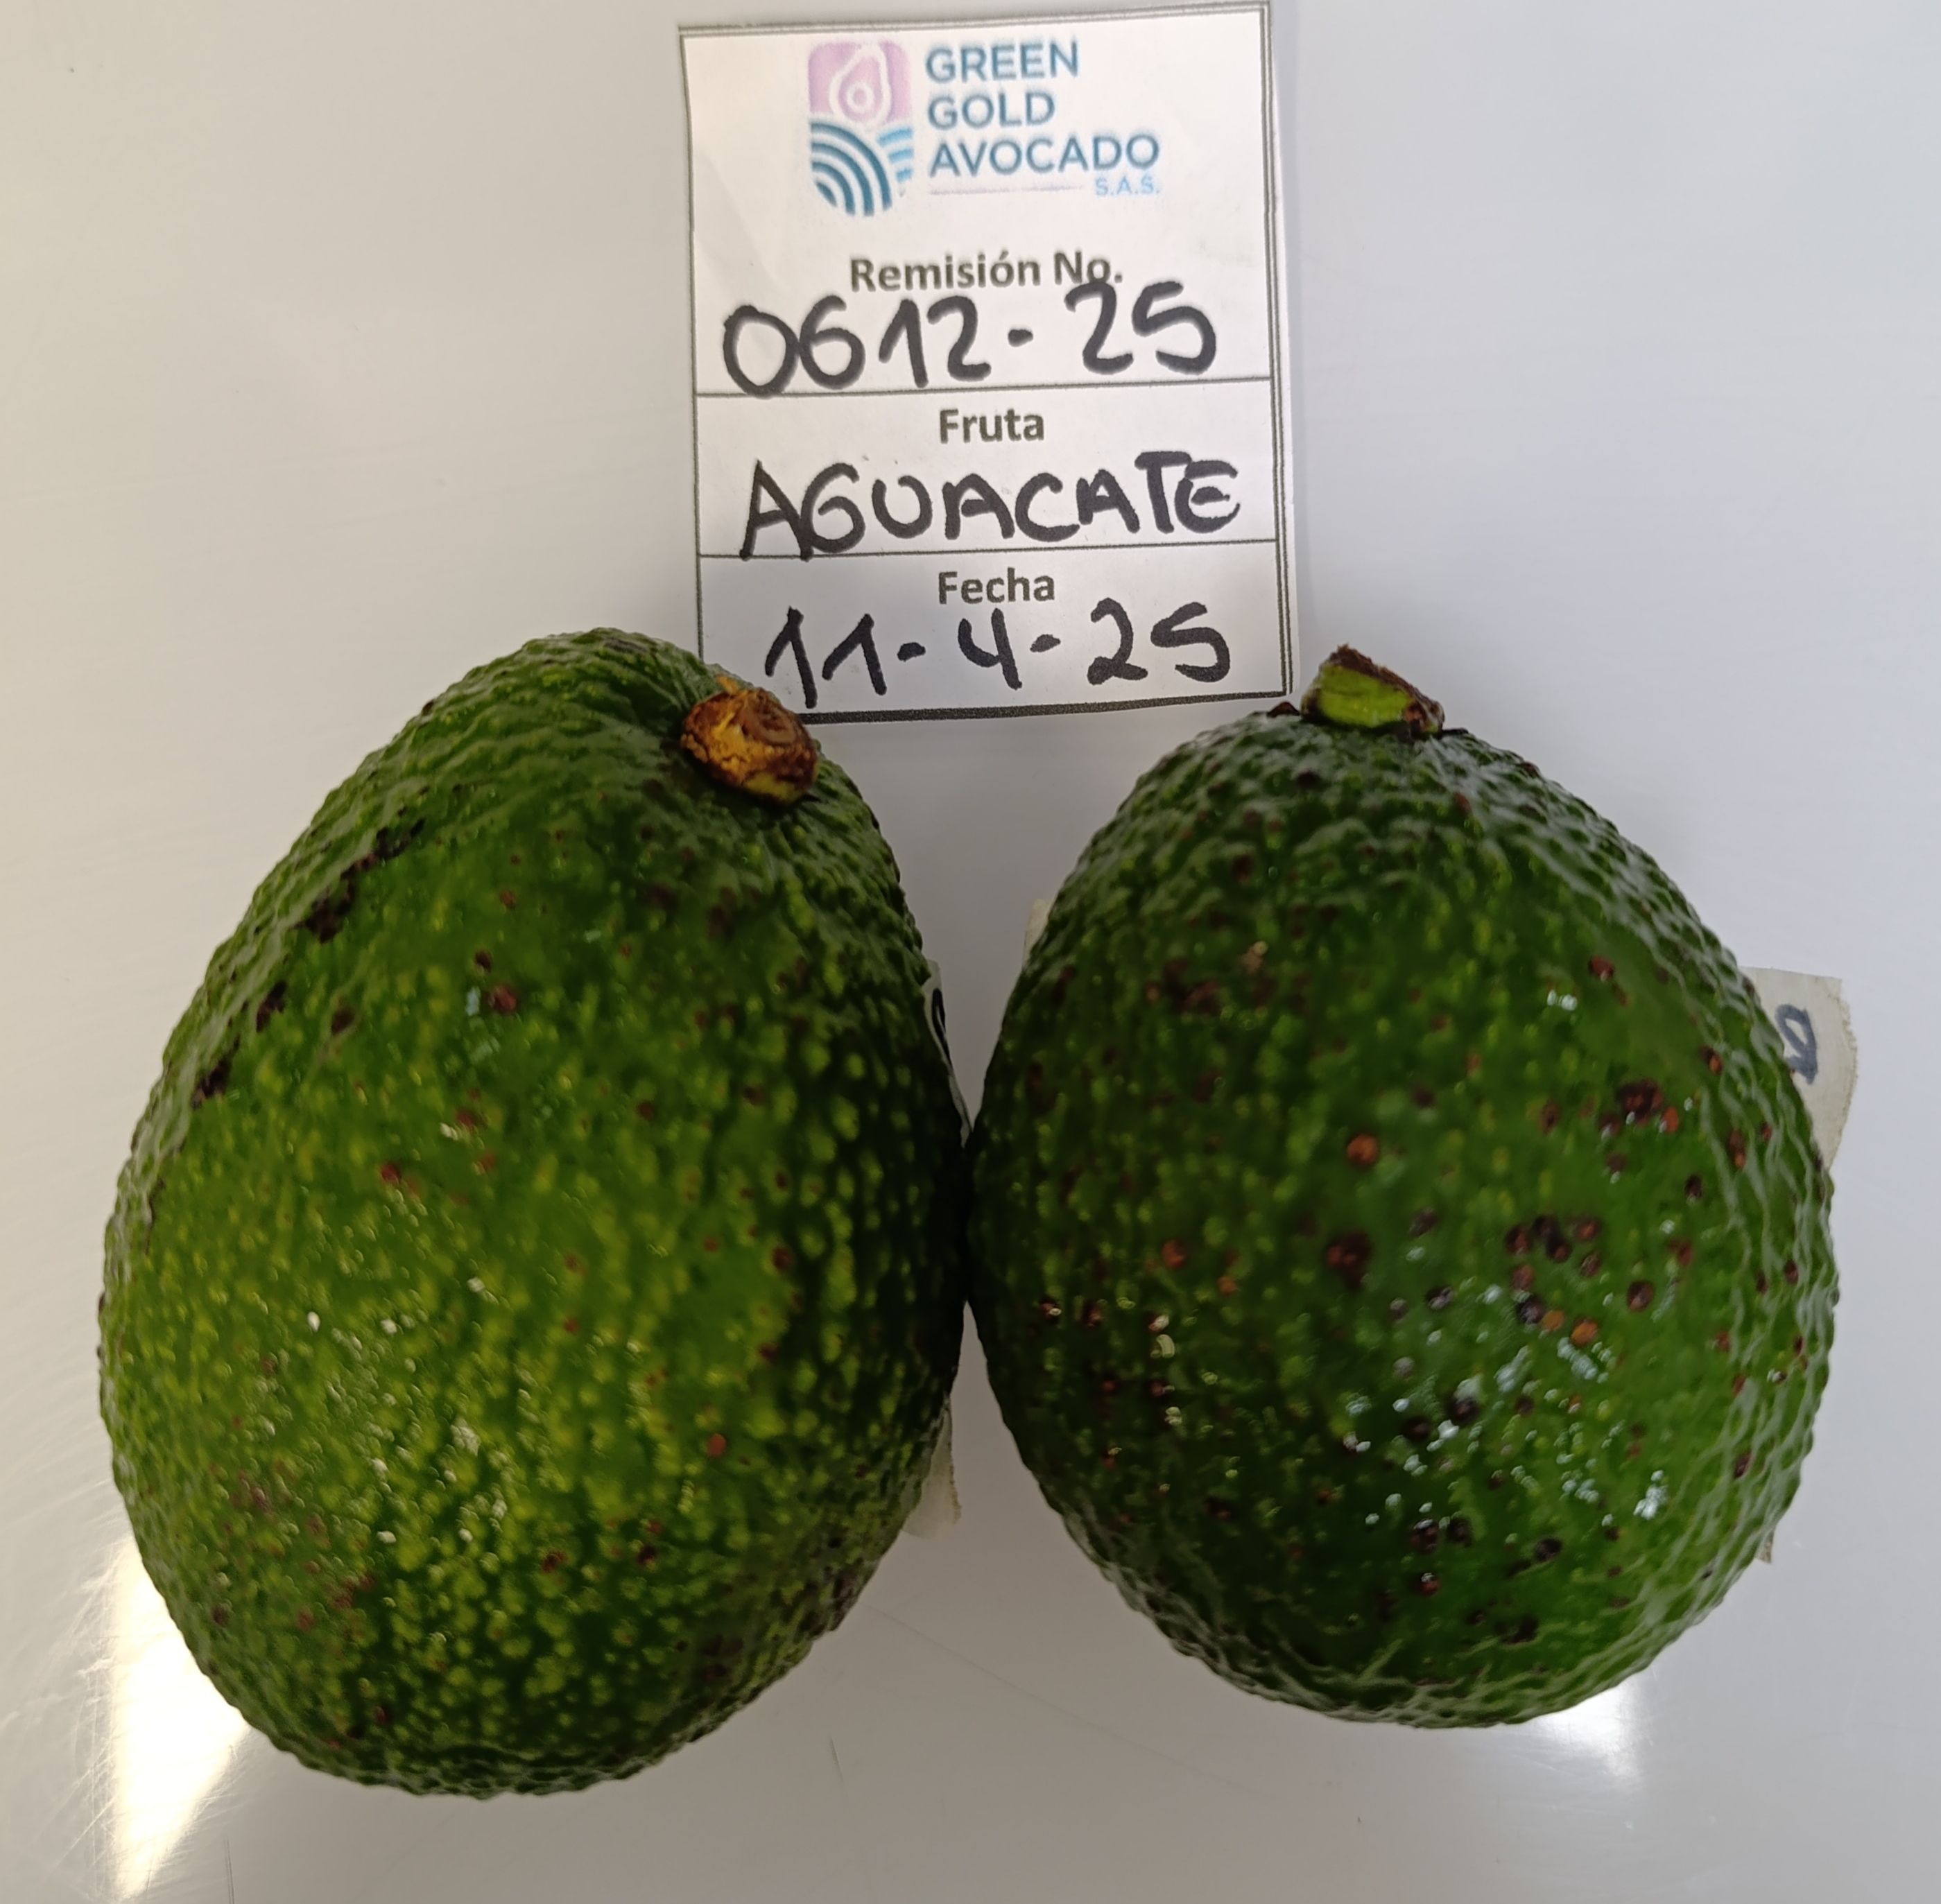 GREEN
GOLD
AVOCADO
S.A.S.
Remisión No.
0612-25
Fruta
AGUACATE
Fecha
11-4-25